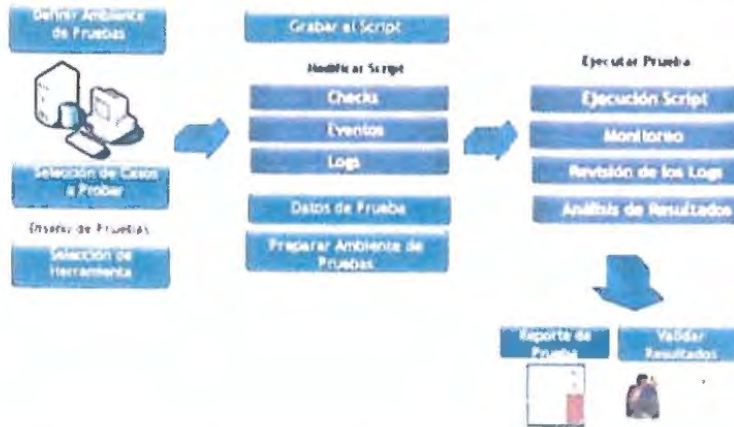 Definir Ambiente
de Pruebas
Selección de Casos
a Probar
Diseño de Pruebas
Selección de
Herramienta
Grabar el Script
Modificar Script
Checks
Eventos
Logs
Datos de Prueba
Preparar Ambiente de
Pruebas
Ejecutar Prueba
Ejecución Script
Monitoreo
Revisión de los Logs
Análisis de Resultados
Reporte de
Prueba
Validar
Resultados